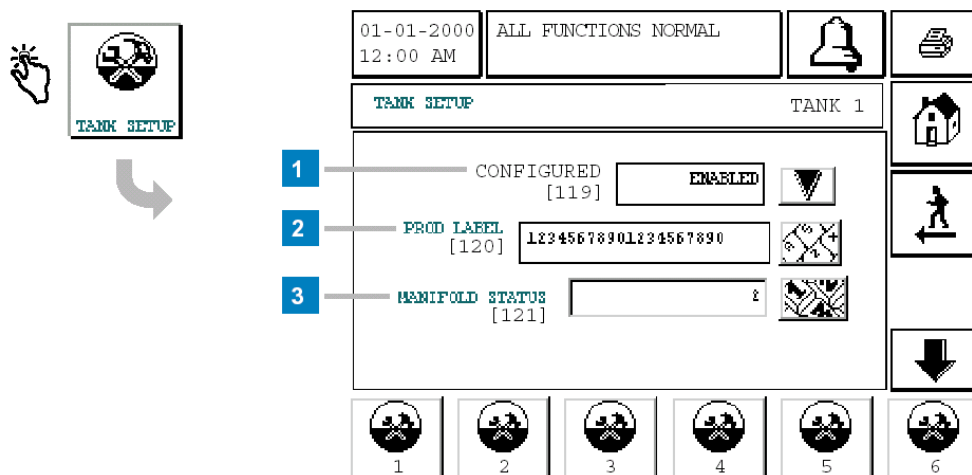 TANK SETUP
01-01-2000
12:00 AM
ALL FUNCTIONS NORMAL
TANK SETUP
TANK 1
1
CONFIGURED
[119]
ENABLED
2
PROD LABEL
[120]
12345678901234567890
3
MANIFOLD STATUS
[121]
2
1
2
3
4
5
6